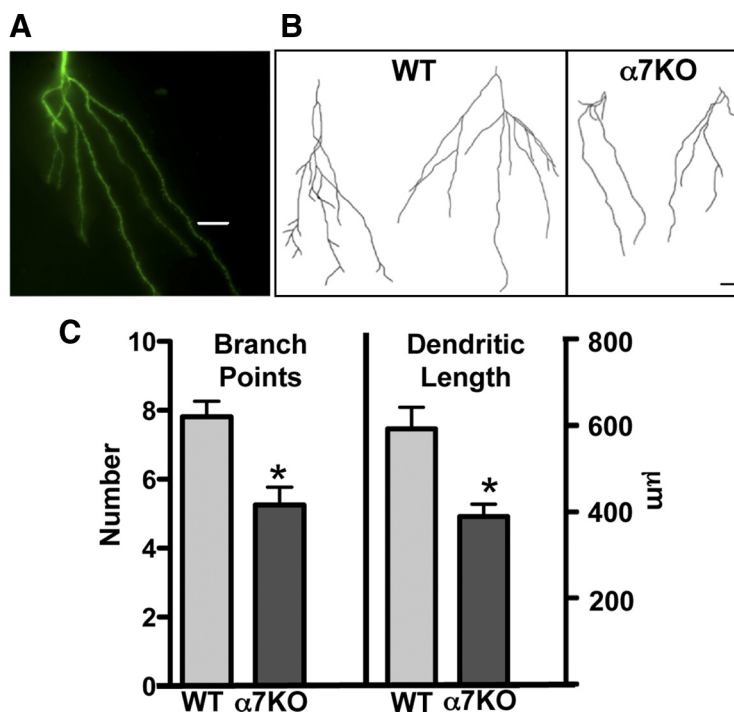 A
B
WT
α7KO
C
Branch
Points
Dendritic
Length
10
8
6
4
2
0
Number
*
*
800
600
400
200
μm
WT α7KO
WT α7KO